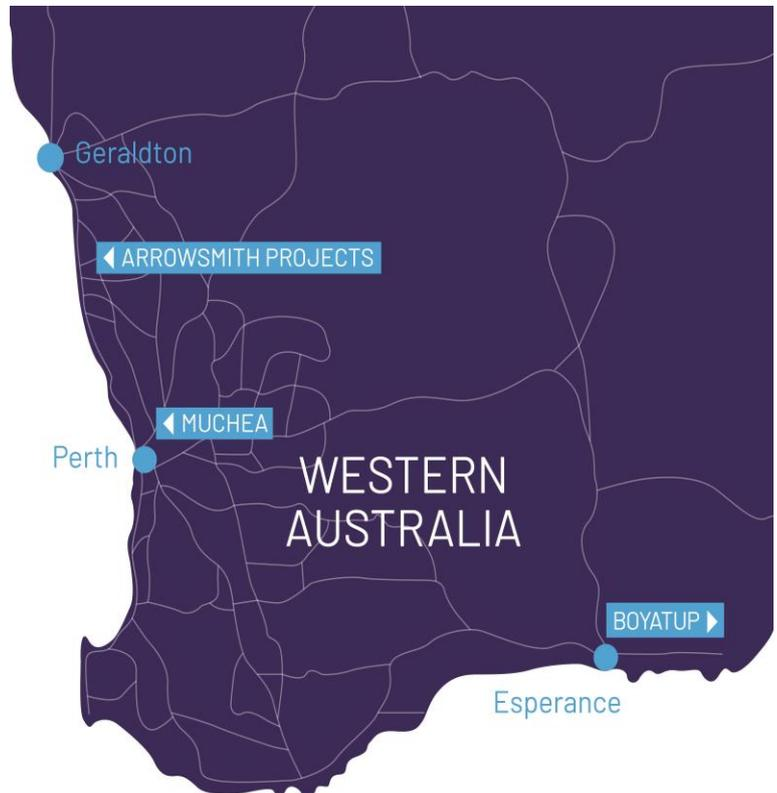 Geraldton
ARROWSMITH PROJECTS
MUCHEA
Perth
WESTERN
AUSTRALIA
BOYATUP
Esperance